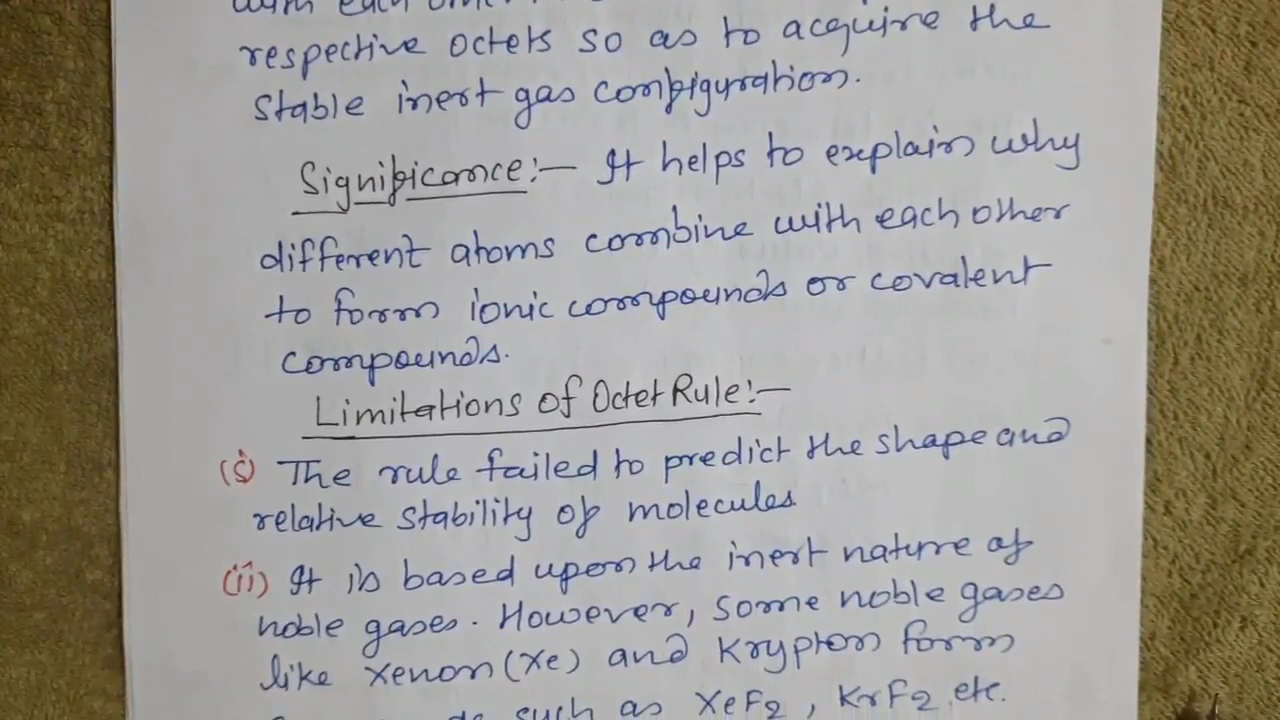 with each other
respective octets so as to acquire the
stable inert gas configuration.
Significance:— It helps to explain why
different atoms combine with each other
to form ionic compounds or covalent
compounds.
Limitations of Octet Rule:—
(i) The rule failed to predict the shape and
relative stability of molecules.
(ii) It is based upon the inert nature of
noble gases. However, some noble gases
like xenon (Xe) and Krypton form
such as XeF2, KrF2 etc.